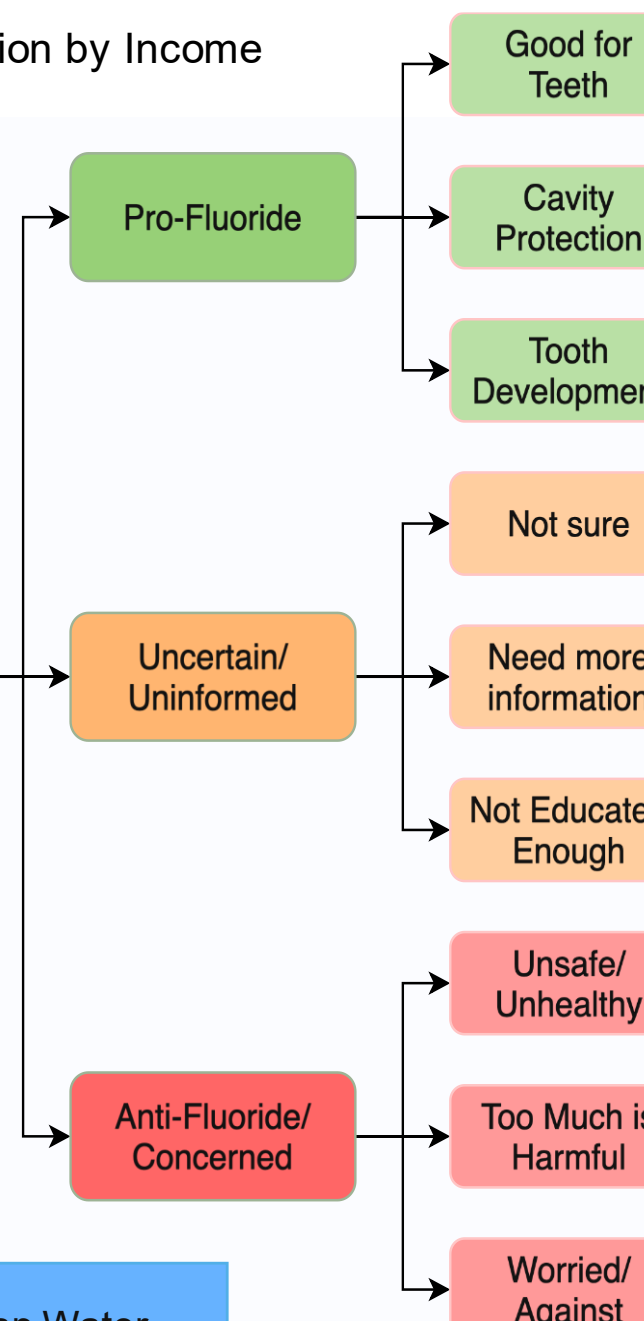 ion by Income
Good for
Teeth
Pro-Fluoride
Cavity
Protection
Tooth
Developmen
Not sure
Uncertain/
Uninformed
Need more
information
Not Educate
Enough
Unsafe/
Unhealthy
Anti-Fluoride/
Concerned
Too Much is
Harmful
Worried/
Against
Water